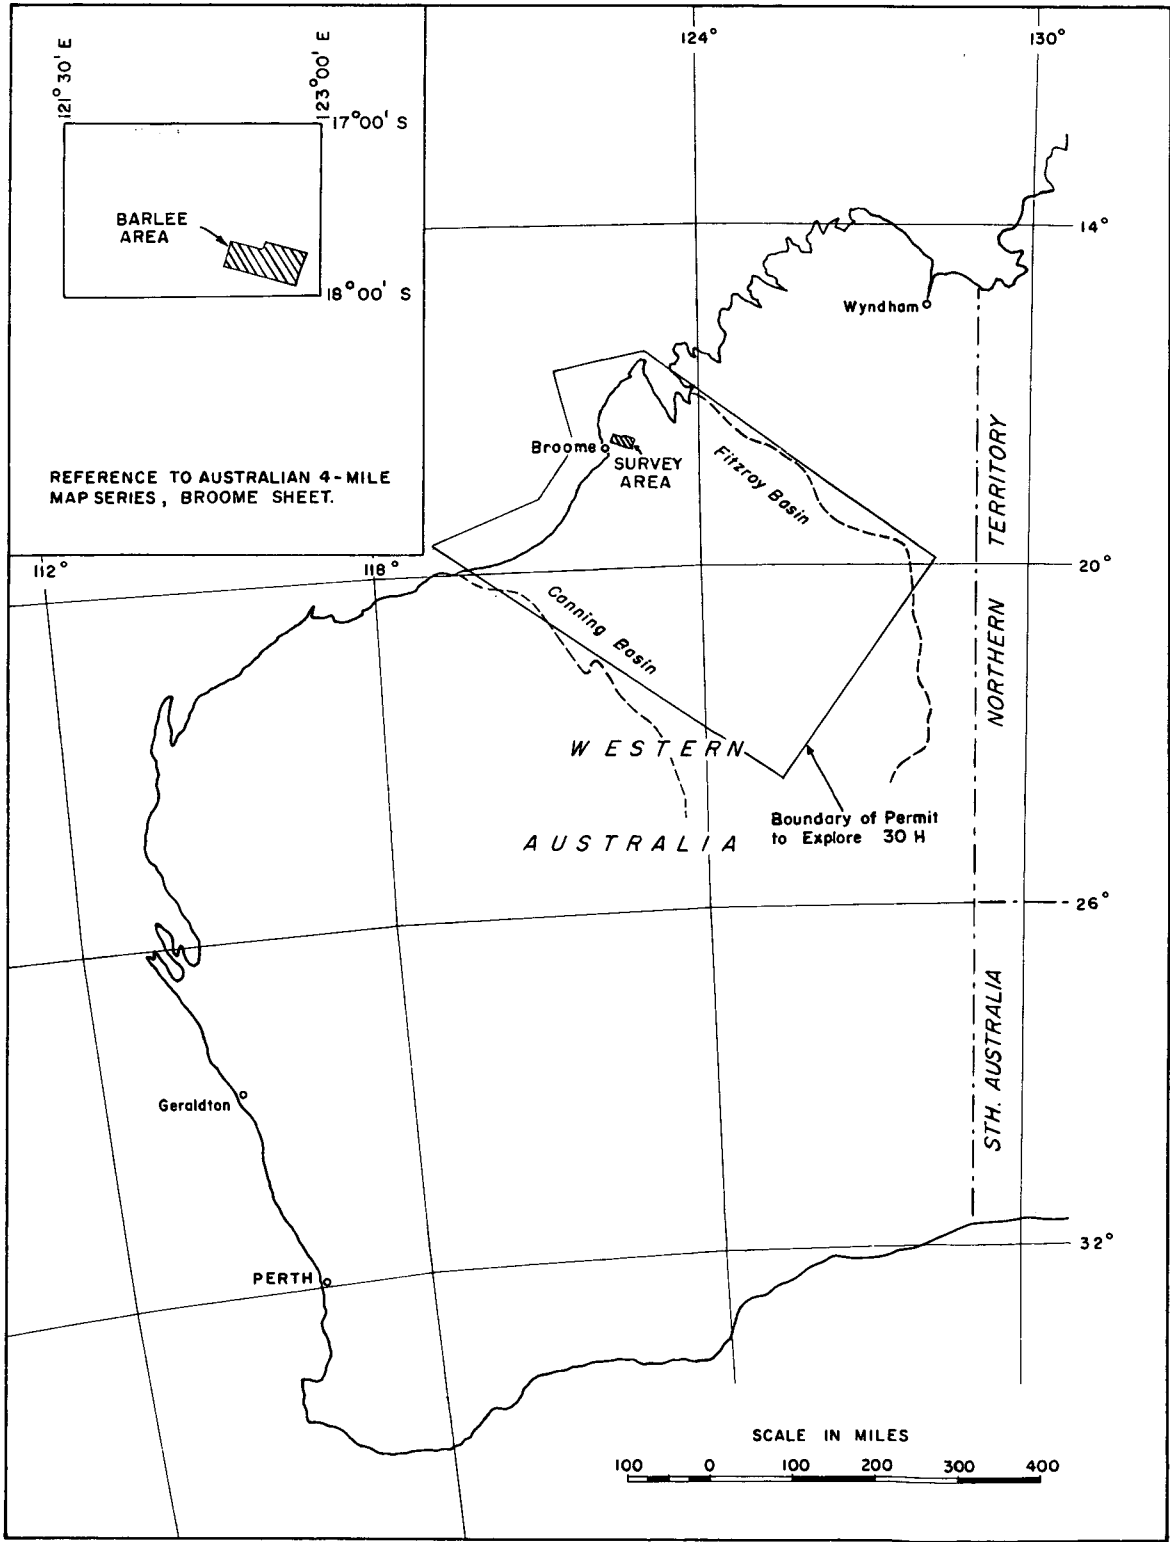 121° 30' E
123° 00' E
17° 00' S
BARLEE
AREA
18° 00' S
REFERENCE TO AUSTRALIAN 4-MILE
MAP SERIES, BROOME SHEET.
124°
130°
14°
Wyndham
Broome
SURVEY
AREA
Fitzroy Basin
NORTHERN TERRITORY
112°
118°
20°
Canning Basin
WESTERN
AUSTRALIA
Boundary of Permit
to Explore 30 H
26°
STH. AUSTRALIA
Geraldton
32°
PERTH
SCALE IN MILES
100 0 100 200 300 400